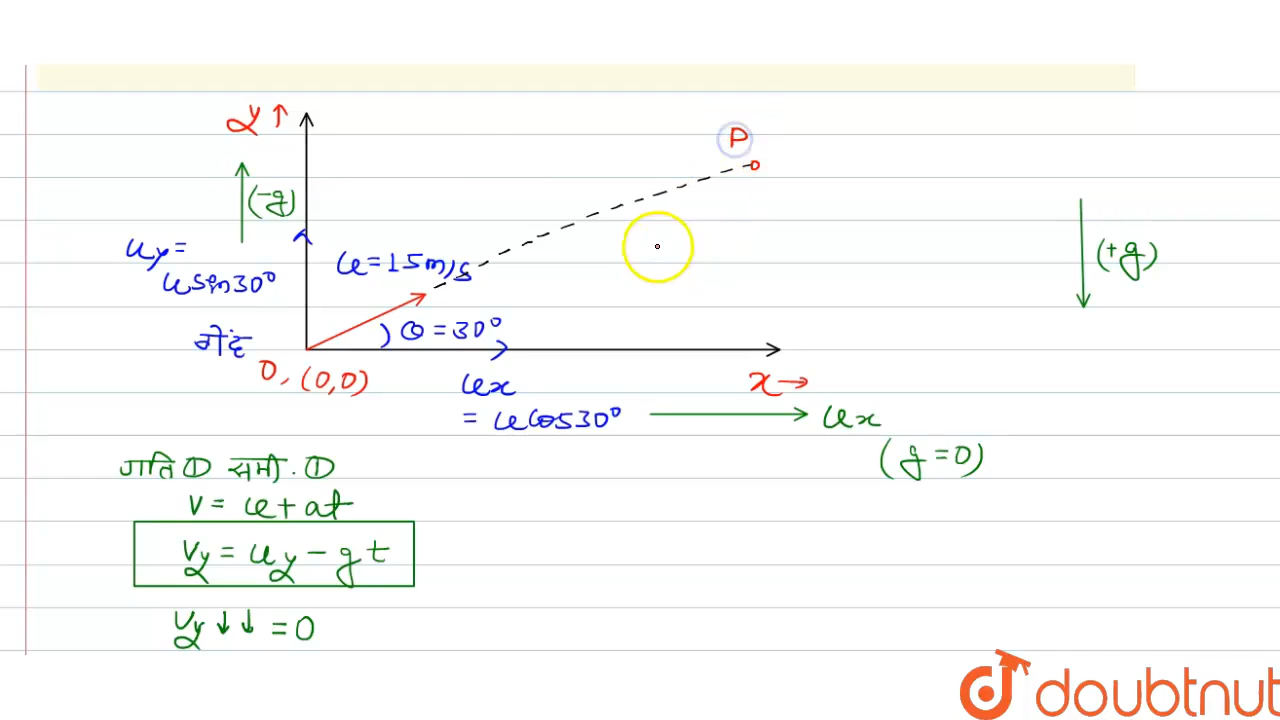 y ↑
P
(-g)
uy =
usin30°
u = 15m/s
(+g)
θ = 30°
गेंद
O, (0,0)
ux
= ucos30°
x →
ux
(g = 0)
गति ① समी. ①
v = u + at
vy = uy - gt
vy ↓ ↓ = 0
doubtnut